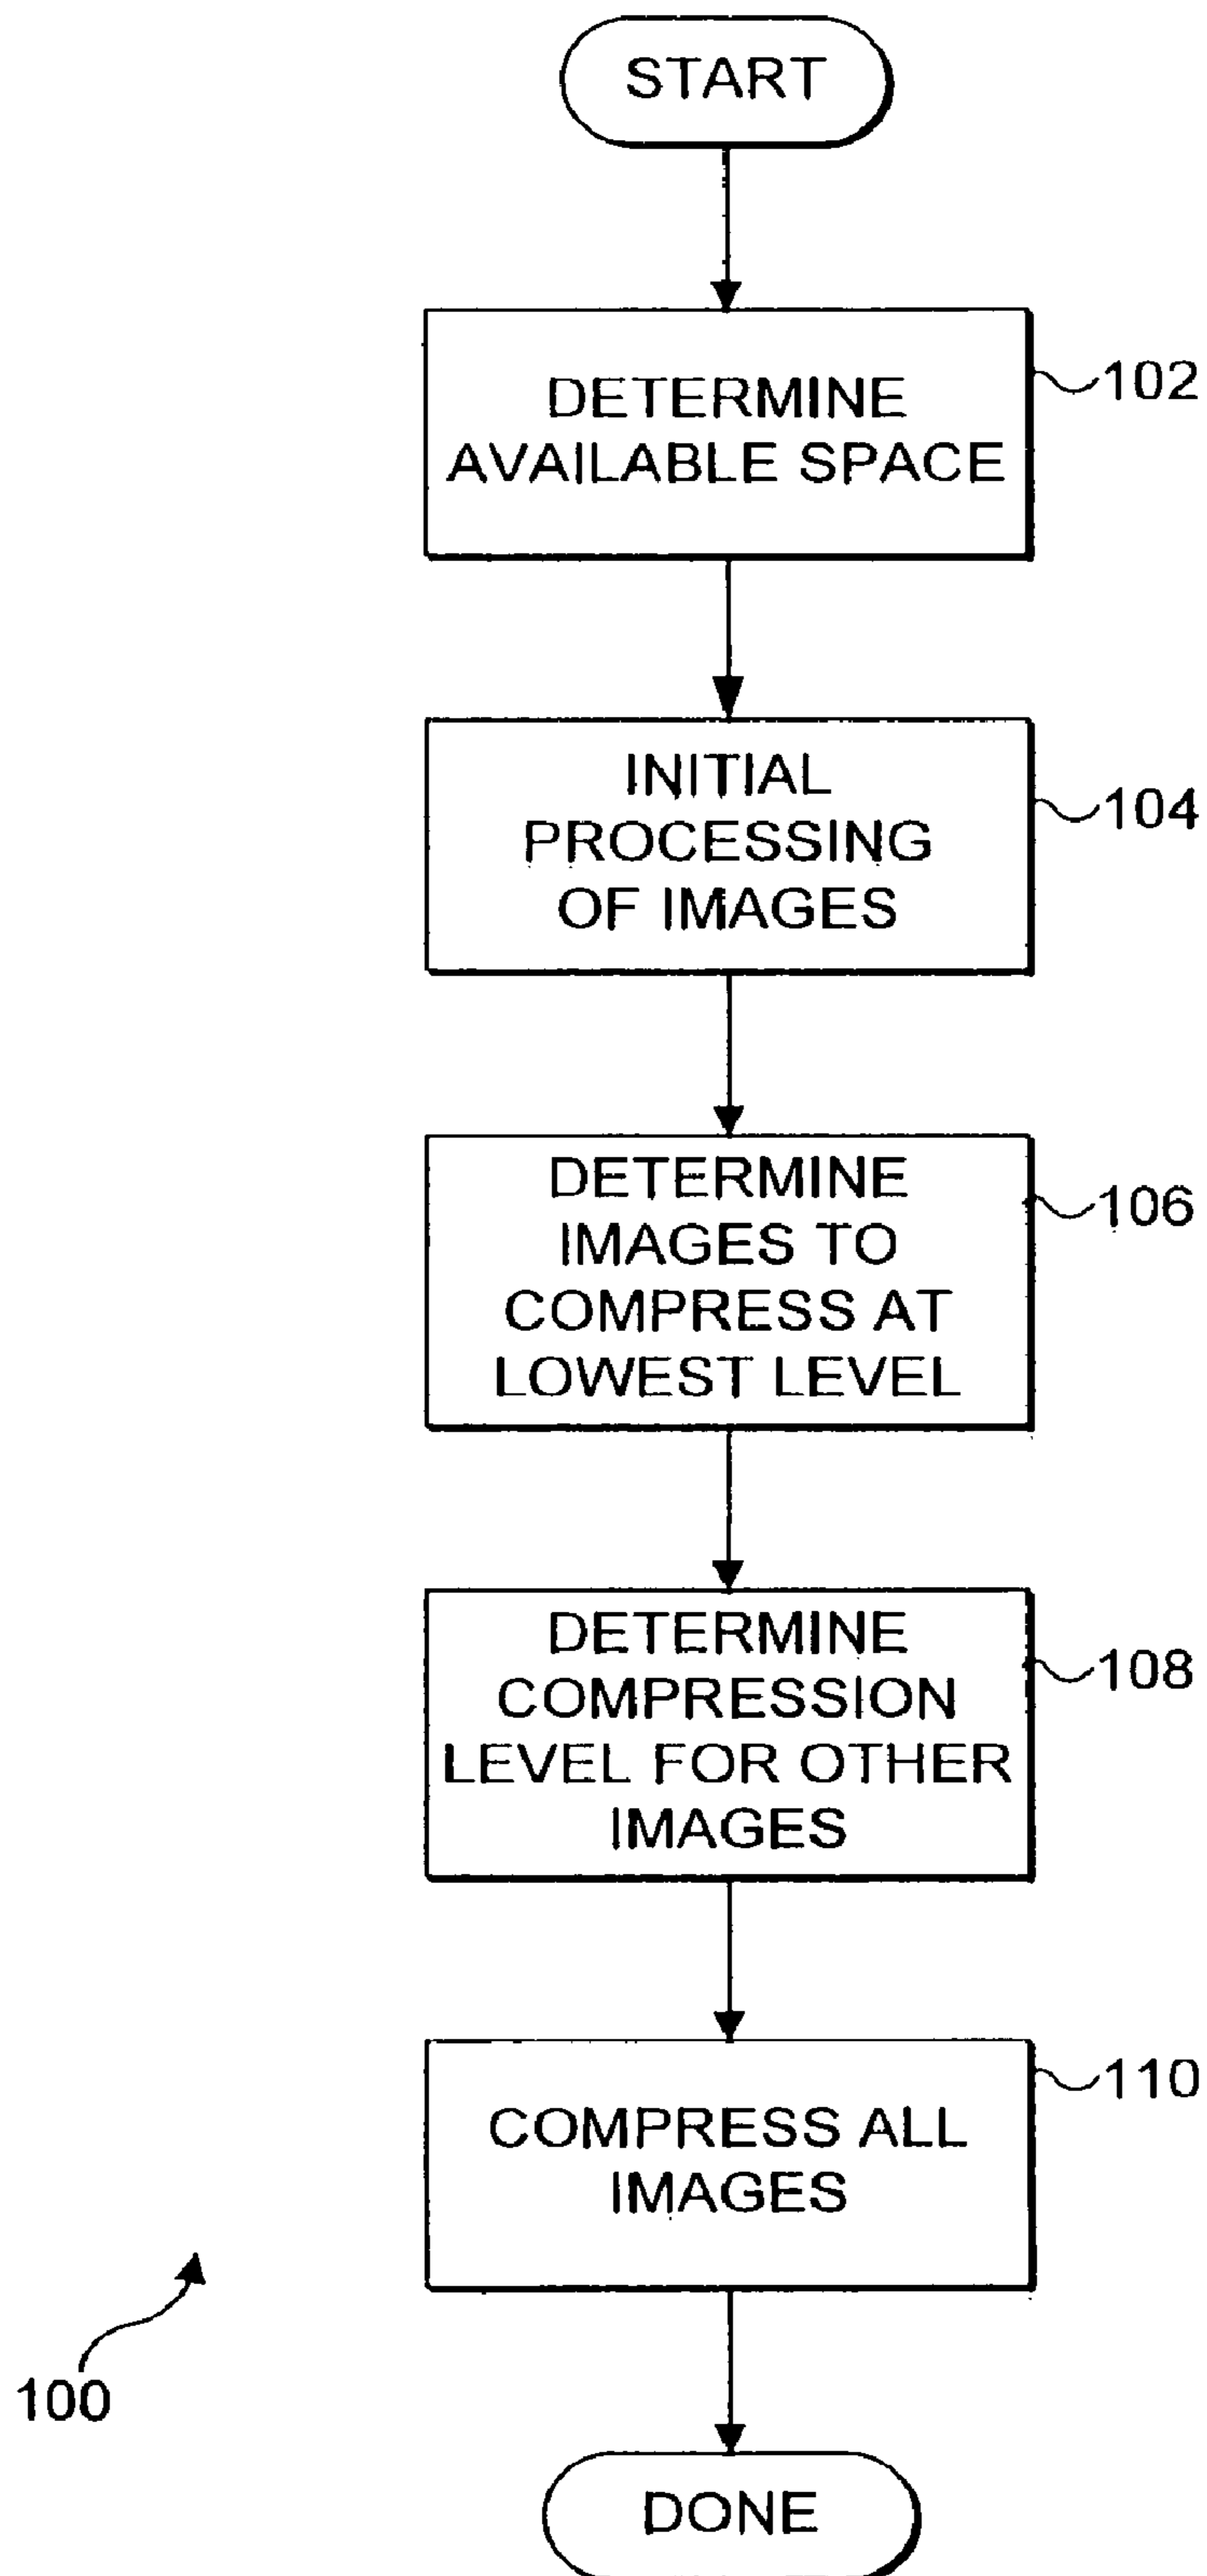 START
DETERMINE
AVAILABLE SPACE
102
INITIAL
PROCESSING
OF IMAGES
104
DETERMINE
IMAGES TO
COMPRESS AT
LOWEST LEVEL
106
DETERMINE
COMPRESSION
LEVEL FOR OTHER
IMAGES
108
COMPRESS ALL
IMAGES
110
100
DONE